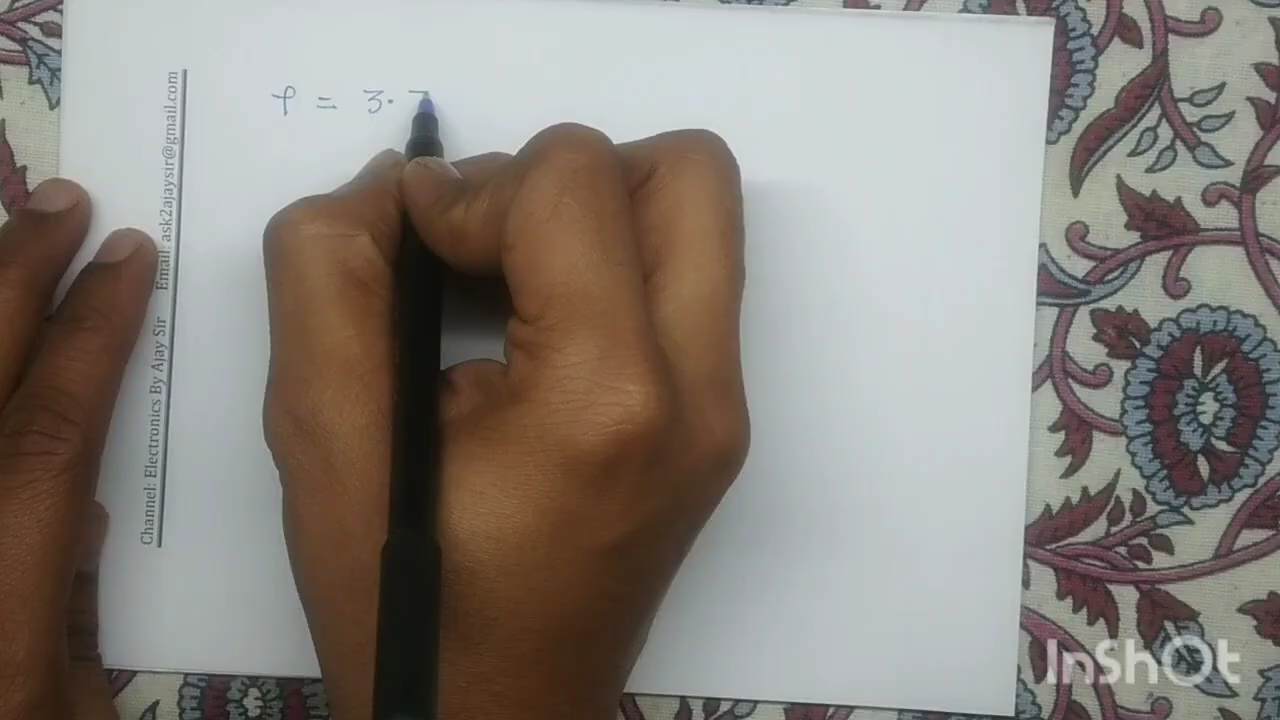 ρ = 3.7
Channel: Electronics By Ajay Sir Email: ask2ajaysir@gmail.com
InShOt